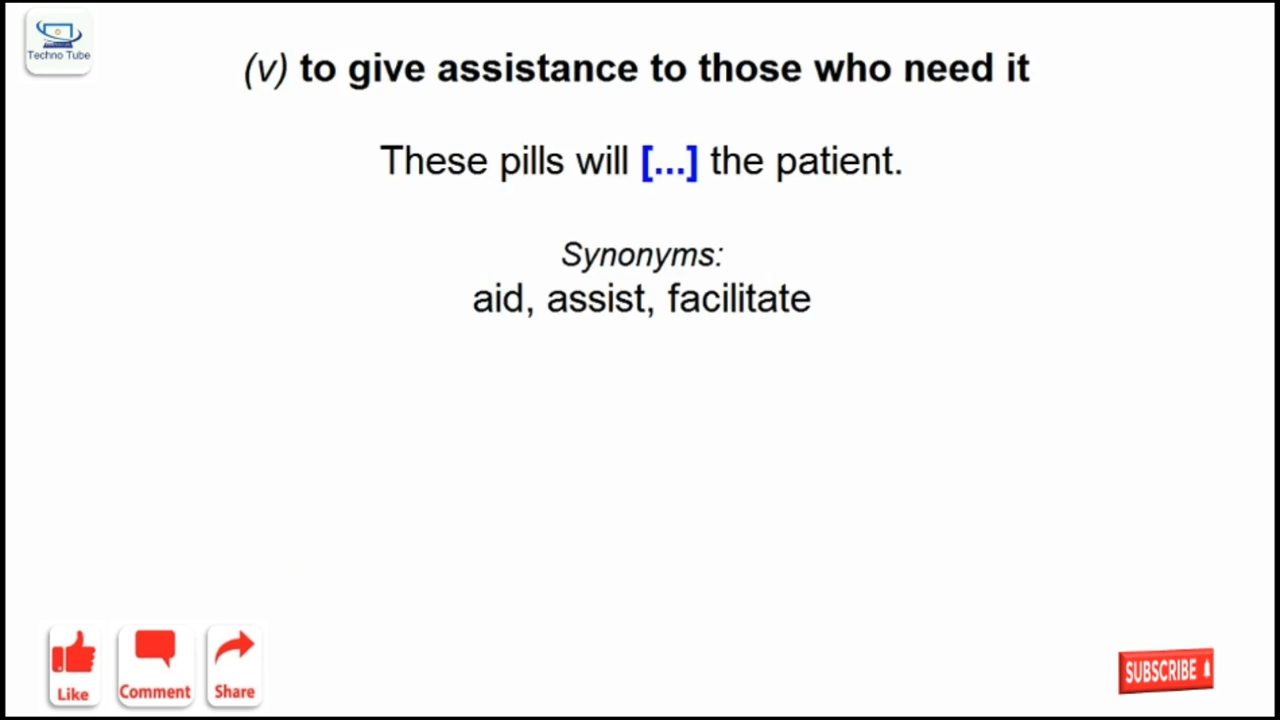 Techno Tube
(v) to give assistance to those who need it
These pills will [...] the patient.
Synonyms:
aid, assist, facilitate
Like
Comment
Share
SUBSCRIBE